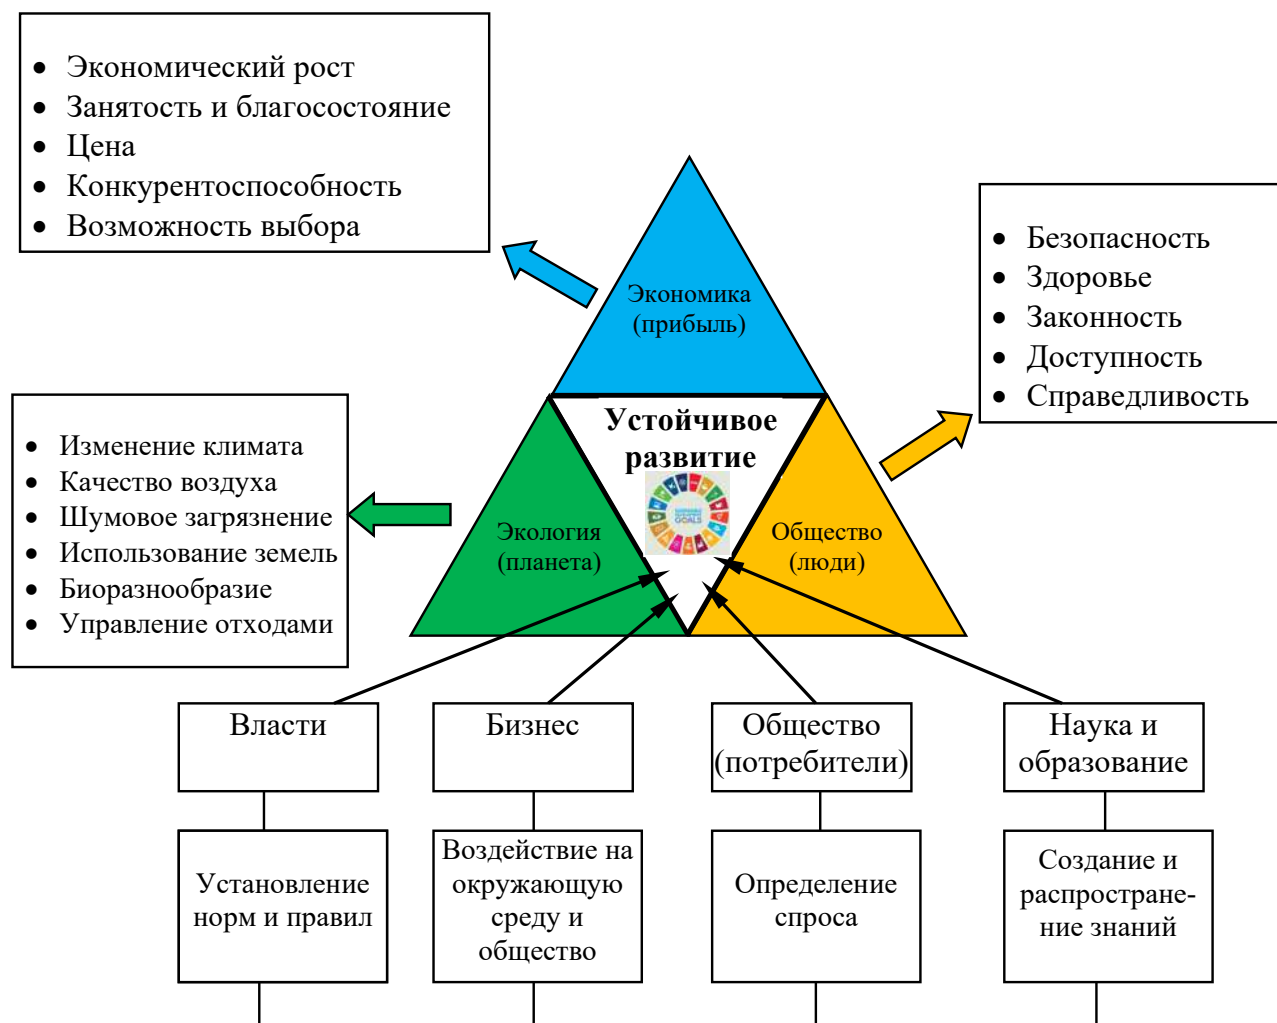 • Экономический рост
• Занятость и благосостояние
• Цена
• Конкурентоспособность
• Возможность выбора
• Безопасность
• Здоровье
• Законность
• Доступность
• Справедливость
Экономика
(прибыль)
• Изменение климата
• Качество воздуха
• Шумовое загрязнение
• Использование земель
• Биоразнообразие
• Управление отходами
Устойчивое
развитие
GOALS
Экология
(планета)
Общество
(люди)
Власти
Бизнес
Общество
(потребители)
Наука и
образование
Установление
норм и правил
Воздействие на
окружающую
среду и
общество
Определение
спроса
Создание и
распростране-
ние знаний